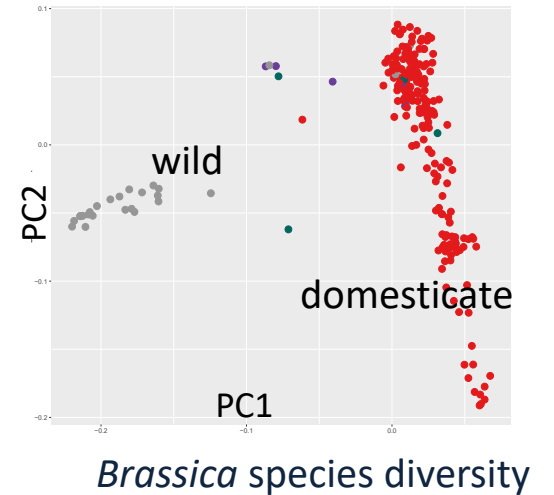 0.1
0.0
-0.1
-0.2
PC2
wild
domesticate
PC1
-0.2
-0.1
0.0
Brassica species diversity